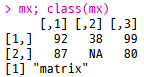 > mx; class(mx)
     [,1] [,2] [,3]
[1,]   92   38   99
[2,]   87   NA   80
[1] "matrix"